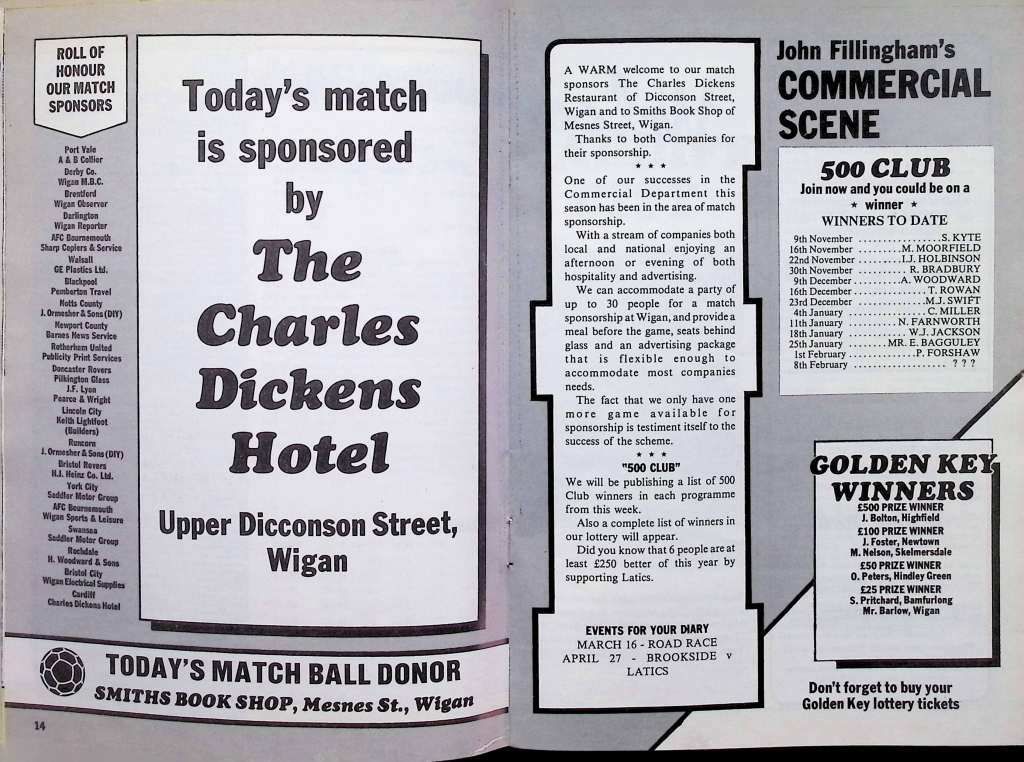 ROLL OF
HONOUR
OUR MATCH
SPONSORS
Port Vale
A & B Collier
Derby Co.
Wigan M.B.C.
Brentford
Wigan Observer
Darlington
Wigan Reporter
AFC Bournemouth
Sharp Copiers & Service
Walsall
GE Plastics Ltd.
Blackpool
Pemberton Travel
Notts County
J. Ormesher & Sons (DIY)
Newport County
Barnes News Service
Rotherham United
Publicity Print Services
Doncaster Rovers
Pilkington Glass
J.F. Lyon
Pearce & Wright
Lincoln City
Keith Lightfoot
(Builders)
Runcorn
J. Ormesher & Sons (DIY)
Bristol Rovers
H.J. Heinz Co. Ltd.
York City
Saddler Motor Group
AFC Bournemouth
Wigan Sports & Leisure
Swansea
Saddler Motor Group
Rochdale
H. Woodward & Sons
Bristol City
Wigan Electrical Supplies
Cardiff
Charles Dickens Hotel
Today's match
is sponsored
by
The
Charles
Dickens
Hotel
Upper Dicconson Street,
Wigan
TODAY'S MATCH BALL DONOR
SMITHS BOOK SHOP, Mesnes St., Wigan
14
A WARM welcome to our match
sponsors The Charles Dickens
Restaurant of Dicconson Street,
Wigan and to Smiths Book Shop of
Mesnes Street, Wigan.
Thanks to both Companies for
their sponsorship.
* * *
One of our successes in the
Commercial Department this
season has been in the area of match
sponsorship.
With a stream of companies both
local and national enjoying an
afternoon or evening of both
hospitality and advertising.
We can accommodate a party of
up to 30 people for a match
sponsorship at Wigan, and provide a
meal before the game, seats behind
glass and an advertising package
that is flexible enough to
accommodate most companies
needs.
The fact that we only have one
more game available for
sponsorship is testiment itself to the
success of the scheme.
* * *
"500 CLUB"
We will be publishing a list of 500
Club winners in each programme
from this week.
Also a complete list of winners in
our lottery will appear.
Did you know that 6 people are at
least £250 better of this year by
supporting Latics.
EVENTS FOR YOUR DIARY
MARCH 16 - ROAD RACE
APRIL 27 - BROOKSIDE v
LATICS
John Fillingham's
COMMERCIAL
SCENE
500 CLUB
Join now and you could be on a
★ winner ★
WINNERS TO DATE
9th November ..............S. KYTE
16th November .......M. MOORFIELD
22nd November .......I.J. HOLBINSON
30th November ......... R. BRADBURY
9th December ........A. WOODWARD
16th December ............. T. ROWAN
23rd December ............M.J. SWIFT
4th January ............... C. MILLER
11th January ......... N. FARNWORTH
18th January ...........W.J. JACKSON
25th January ......MR. E. BAGGULEY
1st February ............P. FORSHAW
8th February .................. ? ? ?
GOLDEN KEY
WINNERS
£500 PRIZE WINNER
J. Bolton, Highfield
£100 PRIZE WINNER
J. Foster, Newtown
M. Nelson, Skelmersdale
£50 PRIZE WINNER
O. Peters, Hindley Green
£25 PRIZE WINNER
S. Pritchard, Bamfurlong
Mr. Barlow, Wigan
Don't forget to buy your
Golden Key lottery tickets